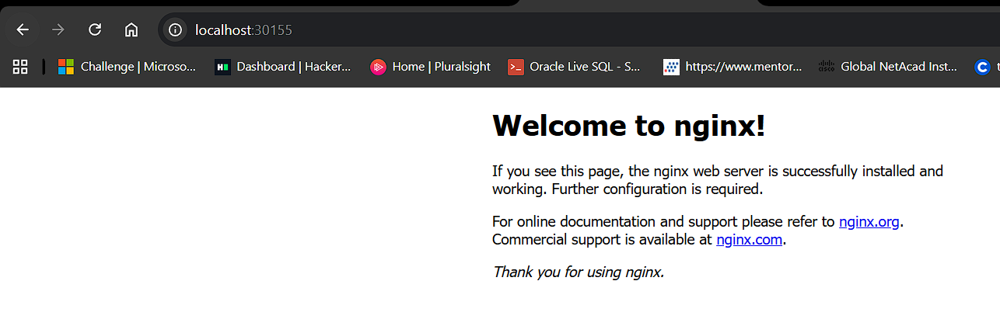 localhost:30155
Challenge | Microso... Dashboard | Hacker... Home | Pluralsight Oracle Live SQL - S... https://www.mentor... Global NetAcad Inst... t
Welcome to nginx!
If you see this page, the nginx web server is successfully installed and
working. Further configuration is required.
For online documentation and support please refer to nginx.org.
Commercial support is available at nginx.com.
Thank you for using nginx.